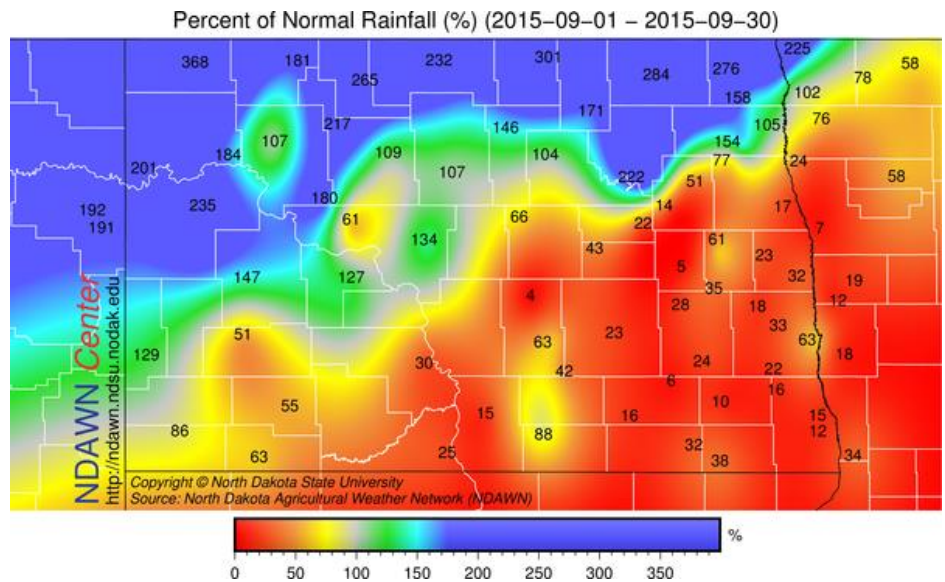 Percent of Normal Rainfall (%) (2015-09-01 - 2015-09-30)
225
368 181 232 301 58
265 284 276 78
158 102
217 171 76
107 146 154 105
184 109 104 77 24
201 107 222 51 58
180 14 17
192 235 61 66 22 7
191 134 43 61 23
147 127 5 32 19
4 35 12
28 18
51 23 33
129 63 63 18
30 42 24 22
6 16
55 15 16 10 15
86 88 12
63 25 32 34
38
NDAWN Center
http://ndawn.ndsu.nodak.edu
Copyright © North Dakota State University
Source: North Dakota Agricultural Weather Network (NDAWN)
%
0 50 100 150 200 250 300 350